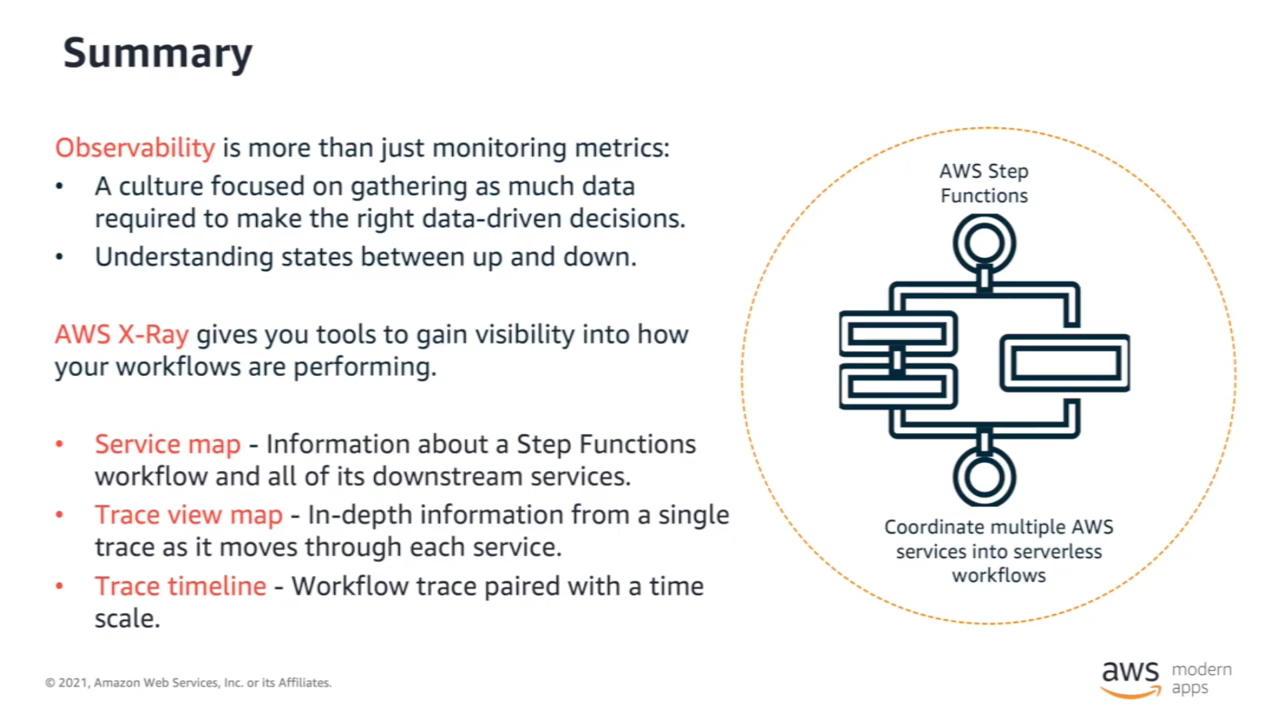 Summary
Observability is more than just monitoring metrics:
• A culture focused on gathering as much data
required to make the right data-driven decisions.
• Understanding states between up and down.
AWS X-Ray gives you tools to gain visibility into how
your workflows are performing.
• Service map - Information about a Step Functions
workflow and all of its downstream services.
• Trace view map - In-depth information from a single
trace as it moves through each service.
• Trace timeline - Workflow trace paired with a time
scale.
AWS Step
Functions
Coordinate multiple AWS
services into serverless
workflows
© 2021, Amazon Web Services, Inc. or its Affiliates.
aws modern
apps